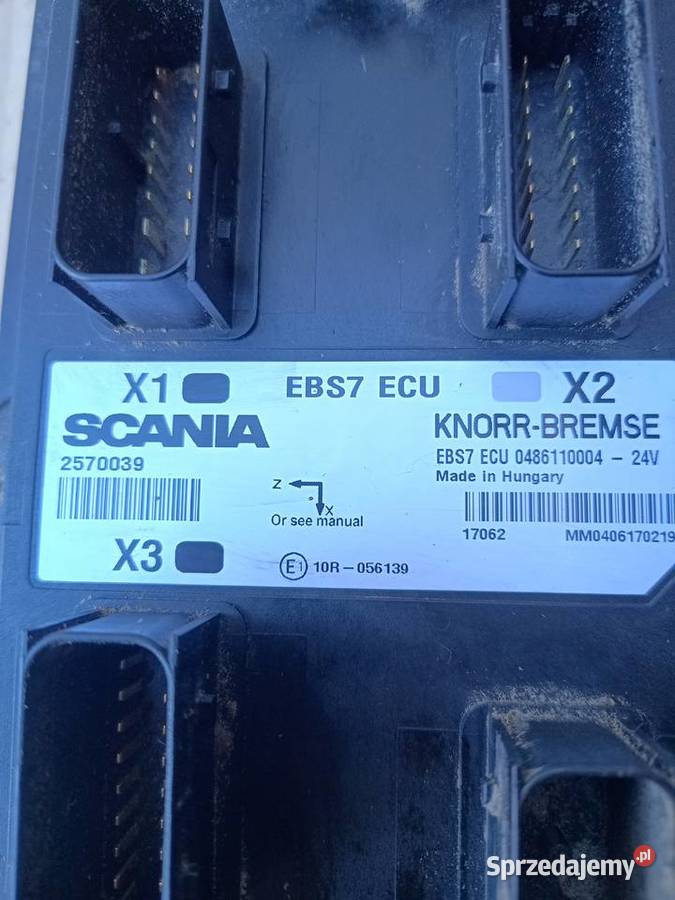 X1 EBS7 ECU X2
SCANIA
KNORR-BREMSE
2570039
EBS7 ECU 0486110004 - 24V
Made in Hungary
Z
X
Or see manual
17062 MM0406170219
X3
E1 10R-056139
Sprzedajemy.pl